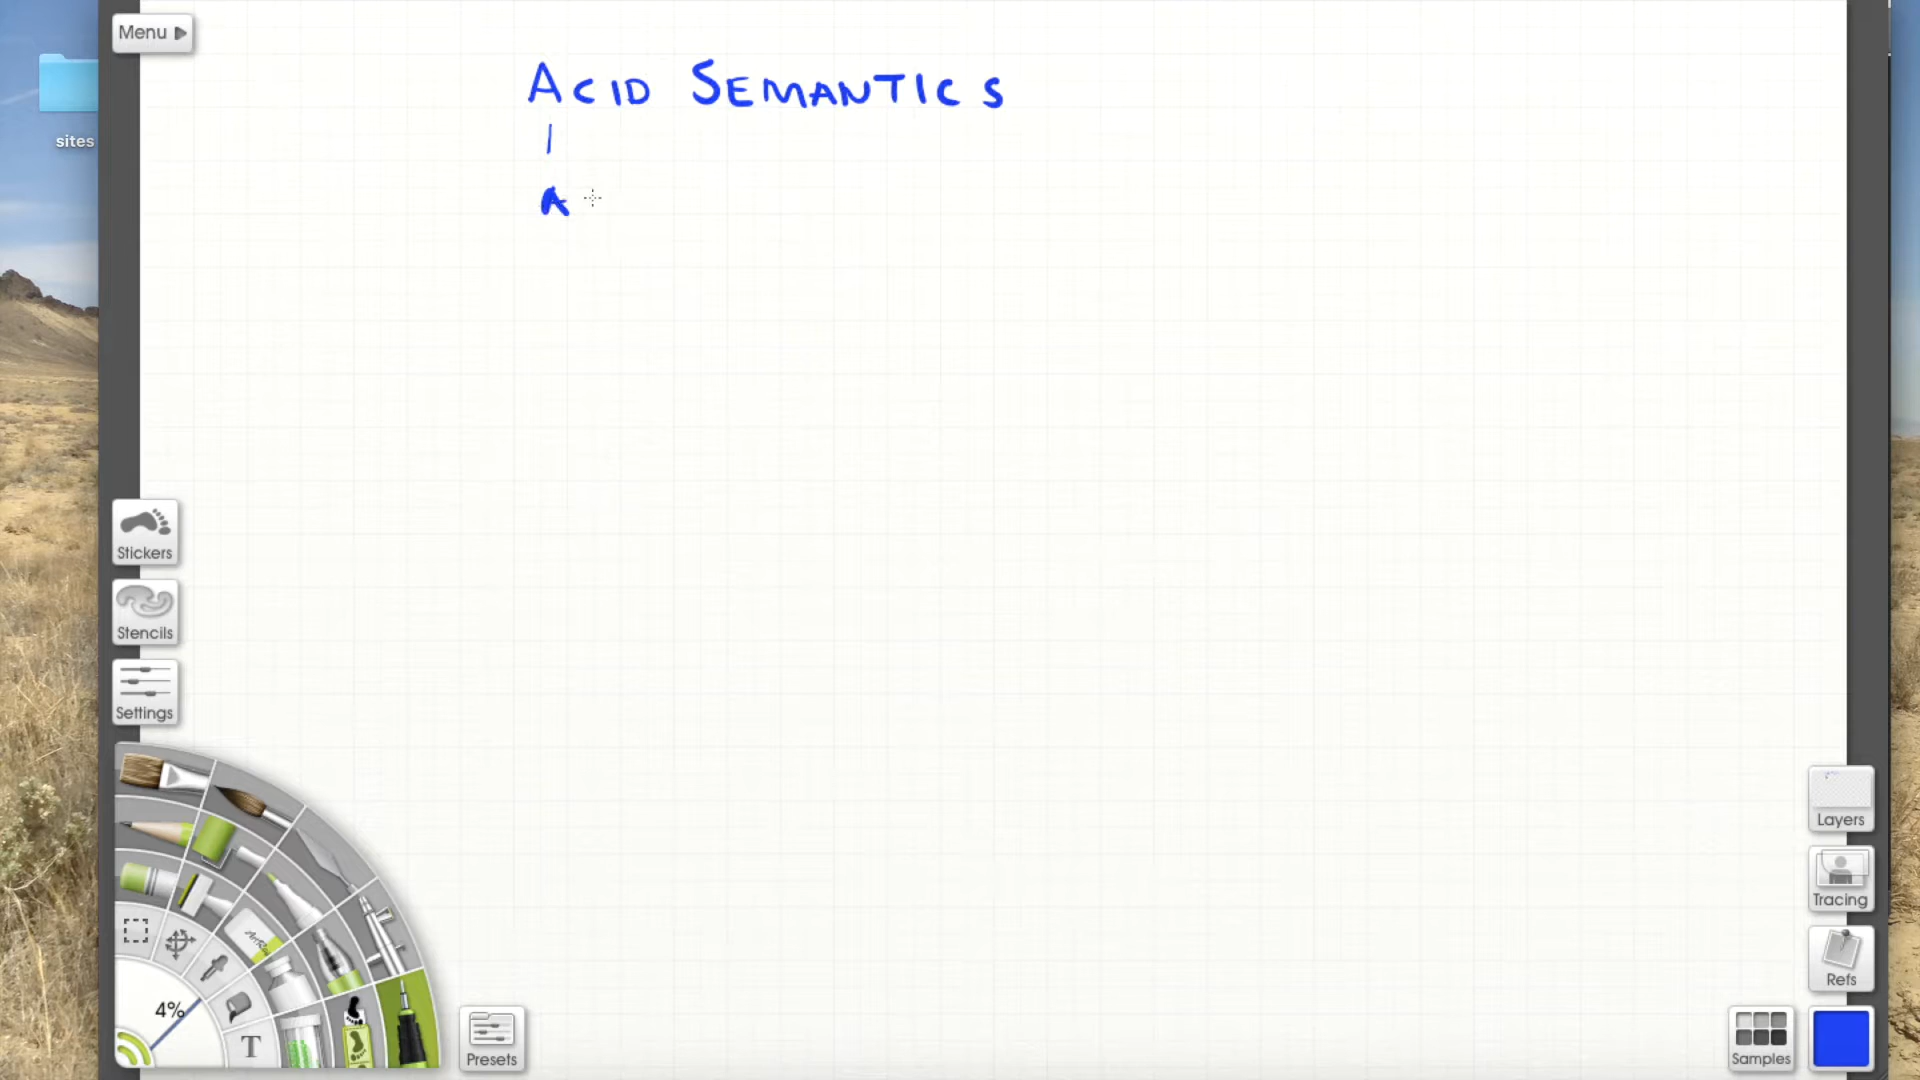 Menu
sites
ACID SEMANTICS
A
Stickers
Stencils
Settings
4%
T
Presets
Layers
Tracing
Refs
Samples